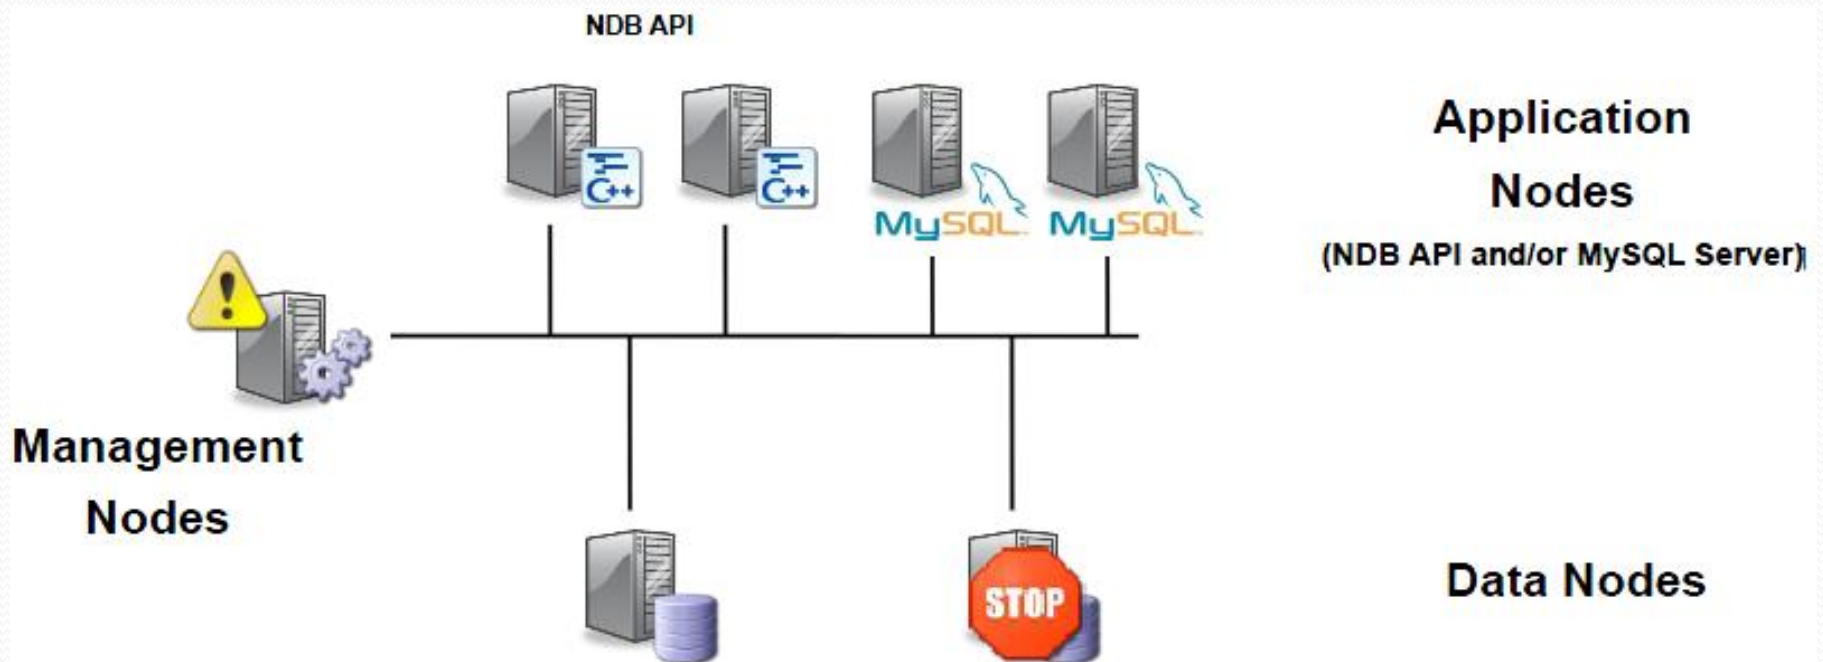 NDB API
C++
C++
MySQL
MySQL
Application
Nodes
(NDB API and/or MySQL Server)
Management
Nodes
STOP
Data Nodes